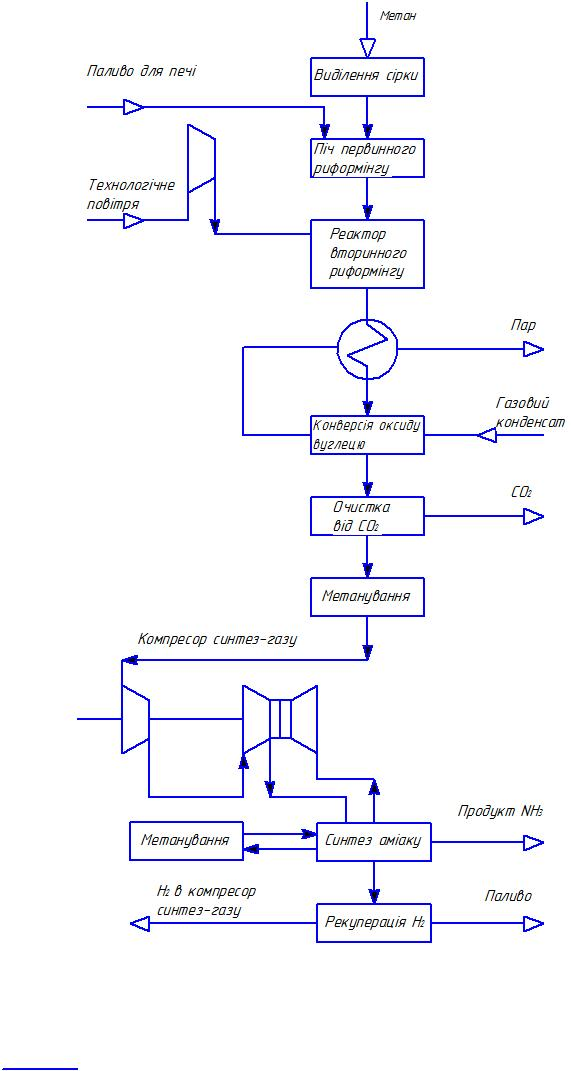 Метан
Паливо для печі
Виділення сірки
Піч первинного
риформінгу
Технологічне
повітря
Реактор
вторинного
риформінгу
Пар
Газовий
конденсат
Конверсія оксиду
вуглецю
CO₂
Очистка
від CO₂
Метанування
Компресор синтез-газу
Продукт NH₃
Метанування
Синтез аміаку
H₂ в компресор
синтез-газу
Паливо
Рекуперація H₂